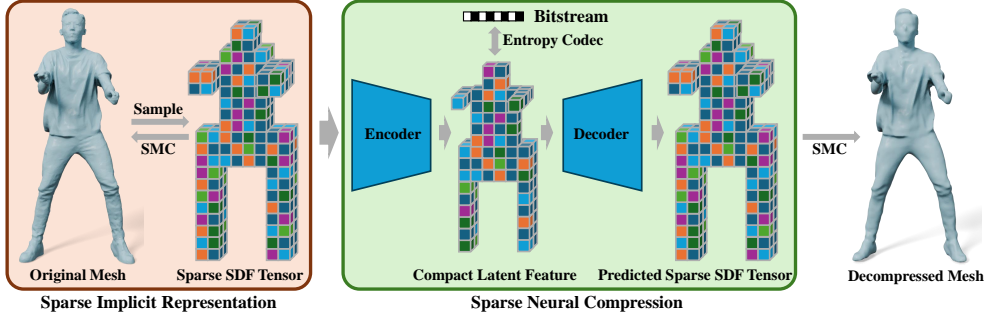 Bitstream
Entropy Codec
Sample
SMC
Encoder
Decoder
SMC
Original Mesh
Sparse SDF Tensor
Compact Latent Feature
Predicted Sparse SDF Tensor
Decompressed Mesh
Sparse Implicit Representation
Sparse Neural Compression